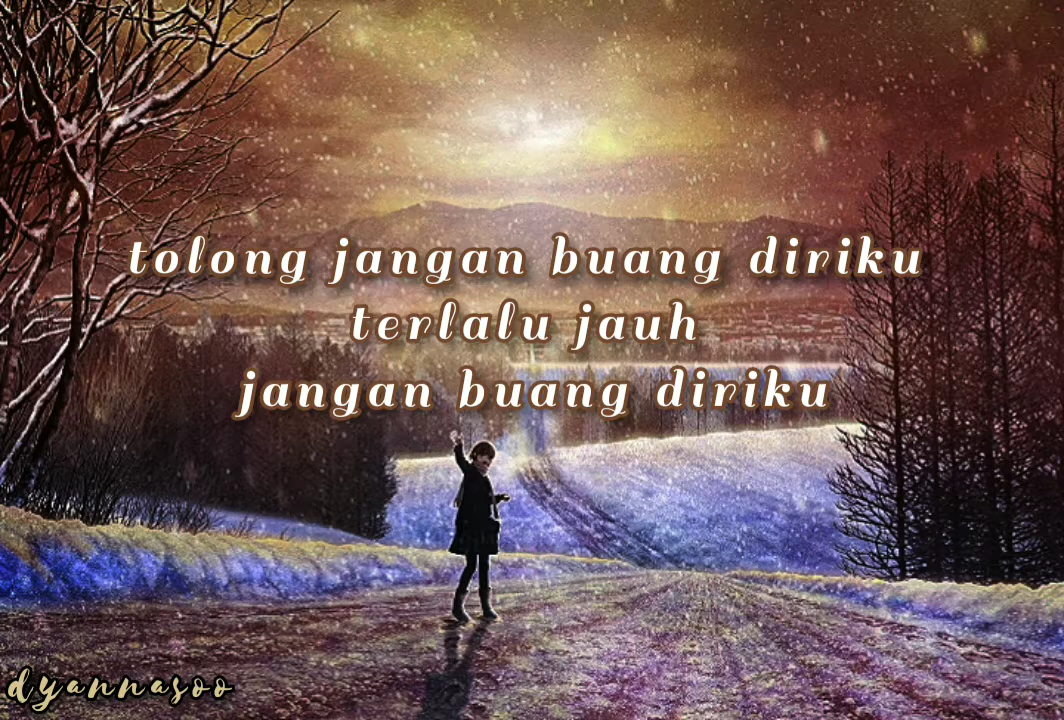 tolong jangan buang diriku
terlalu jauh
jangan buang diriku
dyannasoo